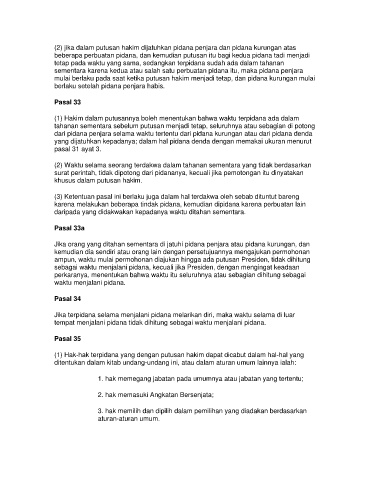 (2) jika dalam putusan hakim dijatuhkan pidana penjara dan pidana kurungan atas
beberapa perbuatan pidana, dan kemudian putusan itu bagi kedua pidana tadi menjadi
tetap pada waktu yang sama, sedangkan terpidana sudah ada dalam tahanan
sementara karena kedua atau salah satu perbuatan pidana itu, maka pidana penjara
mulai berlaku pada saat ketika putusan hakim menjadi tetap, dan pidana kurungan mulai
berlaku setelah pidana penjara habis.
Pasal 33
(1) Hakim dalam putusannya boleh menentukan bahwa waktu terpidana ada dalam
tahanan sementara sebelum putusan menjadi tetap, seluruhnya atau sebagian di potong
dari pidana penjara selama waktu tertentu dari pidana kurungan atau dari pidana denda
yang dijatuhkan kepadanya; dalam hal pidana denda dengan memakai ukuran menurut
pasal 31 ayat 3.
(2) Waktu selama seorang terdakwa dalam tahanan sementara yang tidak berdasarkan
surat perintah, tidak dipotong dari pidananya, kecuali jika pemotongan itu dinyatakan
khusus dalam putusan hakim.
(3) Ketentuan pasal ini berlaku juga dalam hal terdakwa oleh sebab dituntut bareng
karena melakukan beberapa tindak pidana, kemudian dipidana karena perbuatan lain
daripada yang didakwakan kepadanya waktu ditahan sementara.
Pasal 33a
Jika orang yang ditahan sementara di jatuhi pidana penjara atau pidana kurungan, dan
kemudian dia sendiri atau orang lain dengan persetujuannya mengajukan permohonan
ampun, waktu mulai permohonan diajukan hingga ada putusan Presiden, tidak dihitung
sebagai waktu menjalani pidana, kecuali jika Presiden, dengan mengingat keadaan
perkaranya, menentukan bahwa waktu itu seluruhnya atau sebagian dihitung sebagai
waktu menjalani pidana.
Pasal 34
Jika terpidana selama menjalani pidana melarikan diri, maka waktu selama di luar
tempat menjalani pidana tidak dihitung sebagai waktu menjalani pidana.
Pasal 35
(1) Hak-hak terpidana yang dengan putusan hakim dapat dicabut dalam hal-hal yang
ditentukan dalam kitab undang-undang ini, atau dalam aturan umum lainnya ialah:
1. hak memegang jabatan pada umumnya atau jabatan yang tertentu;
2. hak memasuki Angkatan Bersenjata;
3. hak memilih dan dipilih dalam pemilihan yang diadakan berdasarkan
aturan-aturan umum.